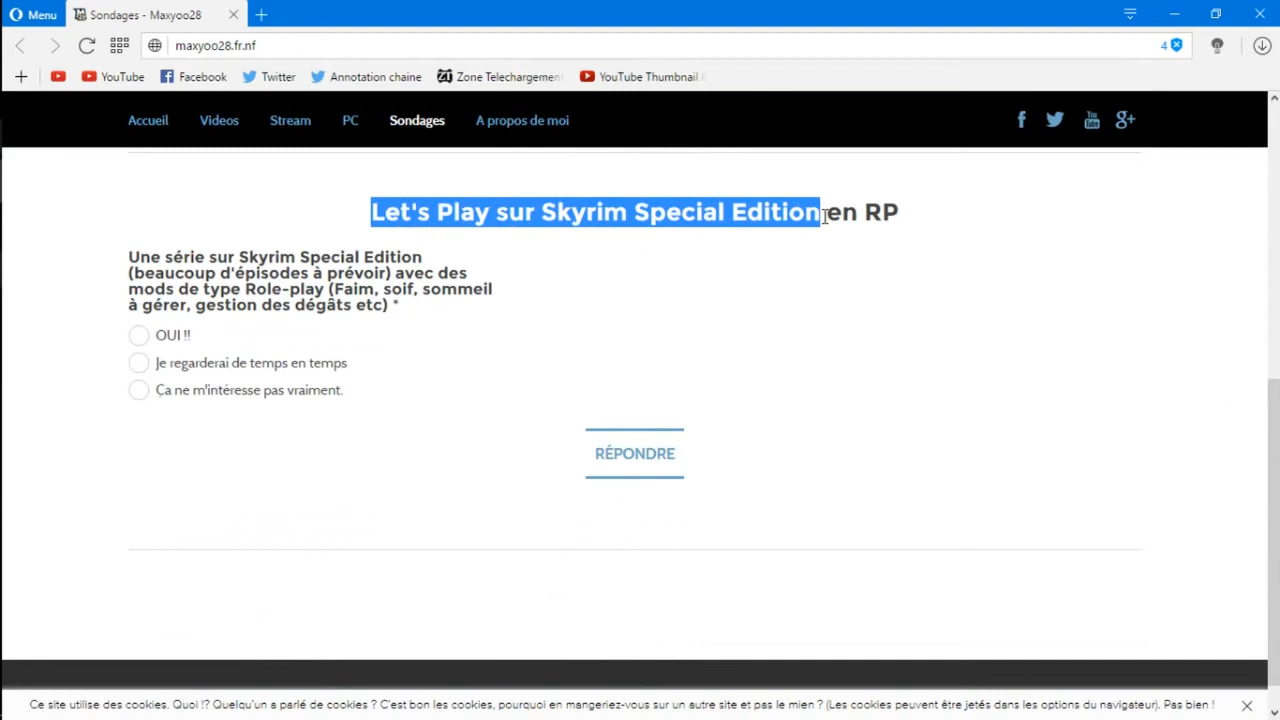 Menu
Sondages - Maxyoo28
maxyoo28.fr.nf
4
YouTube
Facebook
Twitter
Annotation chaine
Zone Telechargement
YouTube Thumbnail
Accueil
Videos
Stream
PC
Sondages
A propos de moi
Let's Play sur Skyrim Special Edition en RP
Une série sur Skyrim Special Edition
(beaucoup d'épisodes à prévoir) avec des
mods de type Role-play (Faim, soif, sommeil
à gérer, gestion des dégâts etc) *
OUI !!
Je regarderai de temps en temps
Ça ne m'intéresse pas vraiment.
RÉPONDRE
Ce site utilise des cookies. Quoi !? Quelqu'un a parlé de cookies ? C'est bon les cookies, pourquoi en mangeriez-vous sur un autre site et pas le mien ? (Les cookies peuvent être jetés dans les options du navigateur). Pas bien !